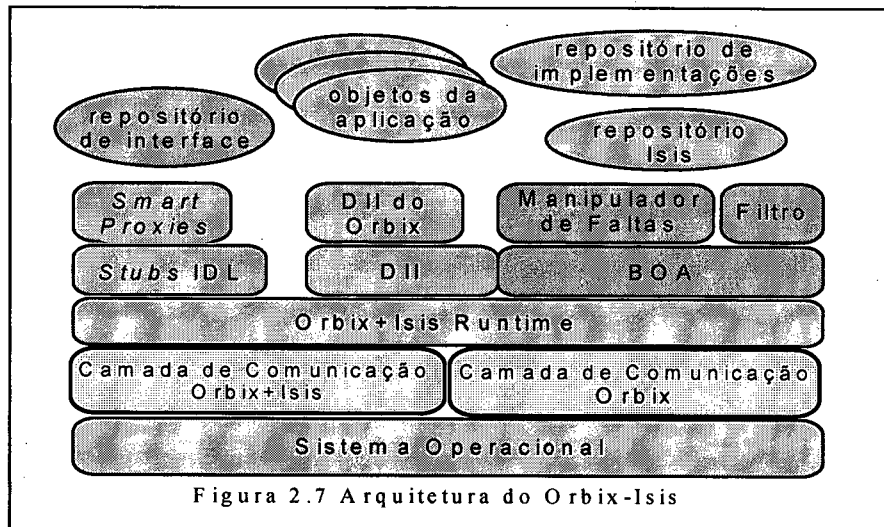 repositório de
implementações
objetos da
aplicação
repositório
de interface
repositório
Isis
Smart
Proxies
DII do
Orbix
Manipulador
de Faltas
Filtro
Stubs IDL
DII
BOA
Orbix+Isis Runtime
Camada de Comunicação
Orbix+Isis
Camada de Comunicação
Orbix
Sistema Operacional
Figura 2.7 Arquitetura do Orbix-Isis